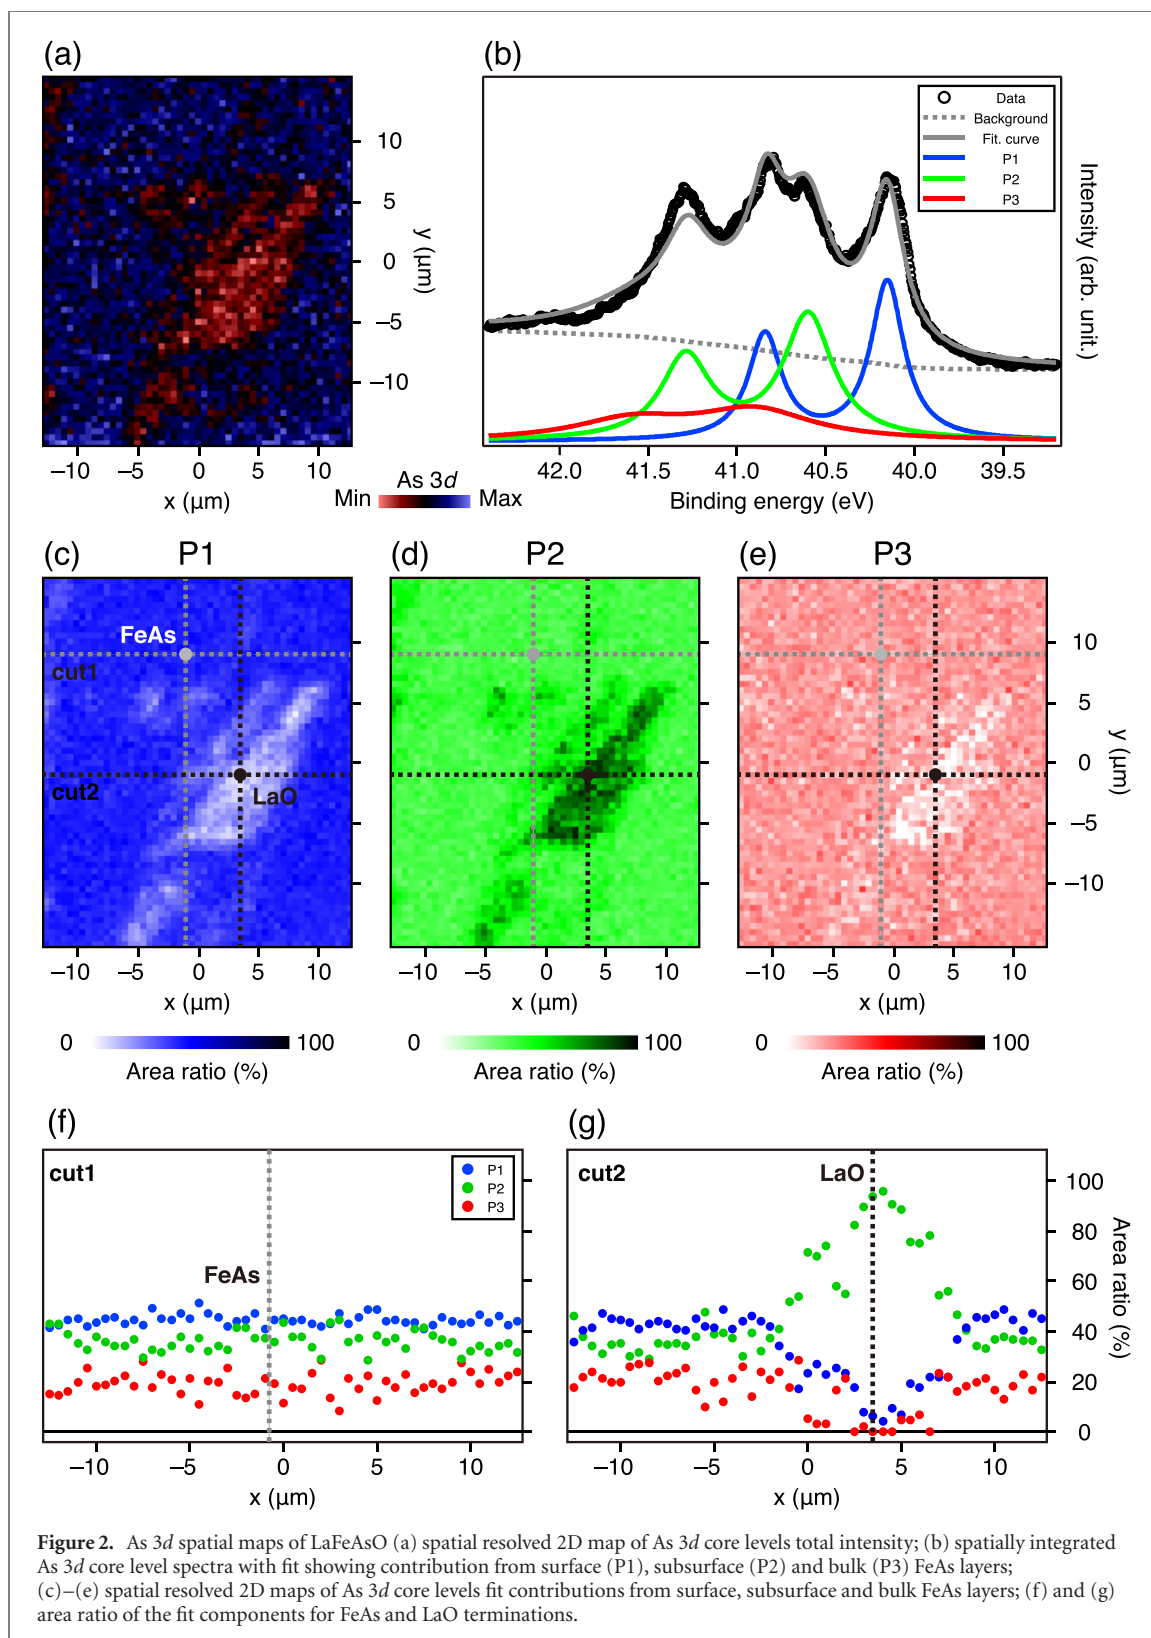 (a)
10
5
0
−5
−10
y (μm)
−10 −5 0 5 10
x (μm)
As 3d
Min Max
(b)
Data
Background
Fit. curve
P1
P2
P3
Intensity (arb. unit.)
42.0 41.5 41.0 40.5 40.0 39.5
Binding energy (eV)
(c) P1
FeAs
cut1
cut2
LaO
−10 −5 0 5 10
x (μm)
0 100
Area ratio (%)
(d) P2
−10 −5 0 5 10
x (μm)
0 100
Area ratio (%)
(e) P3
10
5
0
−5
−10
y (μm)
−10 −5 0 5 10
x (μm)
0 100
Area ratio (%)
(f)
cut1
P1
P2
P3
FeAs
−10 −5 0 5 10
x (μm)
(g)
cut2
LaO
100
80
60
40
20
0
Area ratio (%)
−10 −5 0 5 10
x (μm)
Figure 2. As 3d spatial maps of LaFeAsO (a) spatial resolved 2D map of As 3d core levels total intensity; (b) spatially integrated
As 3d core level spectra with fit showing contribution from surface (P1), subsurface (P2) and bulk (P3) FeAs layers;
(c)–(e) spatial resolved 2D maps of As 3d core levels fit contributions from surface, subsurface and bulk FeAs layers; (f) and (g)
area ratio of the fit components for FeAs and LaO terminations.